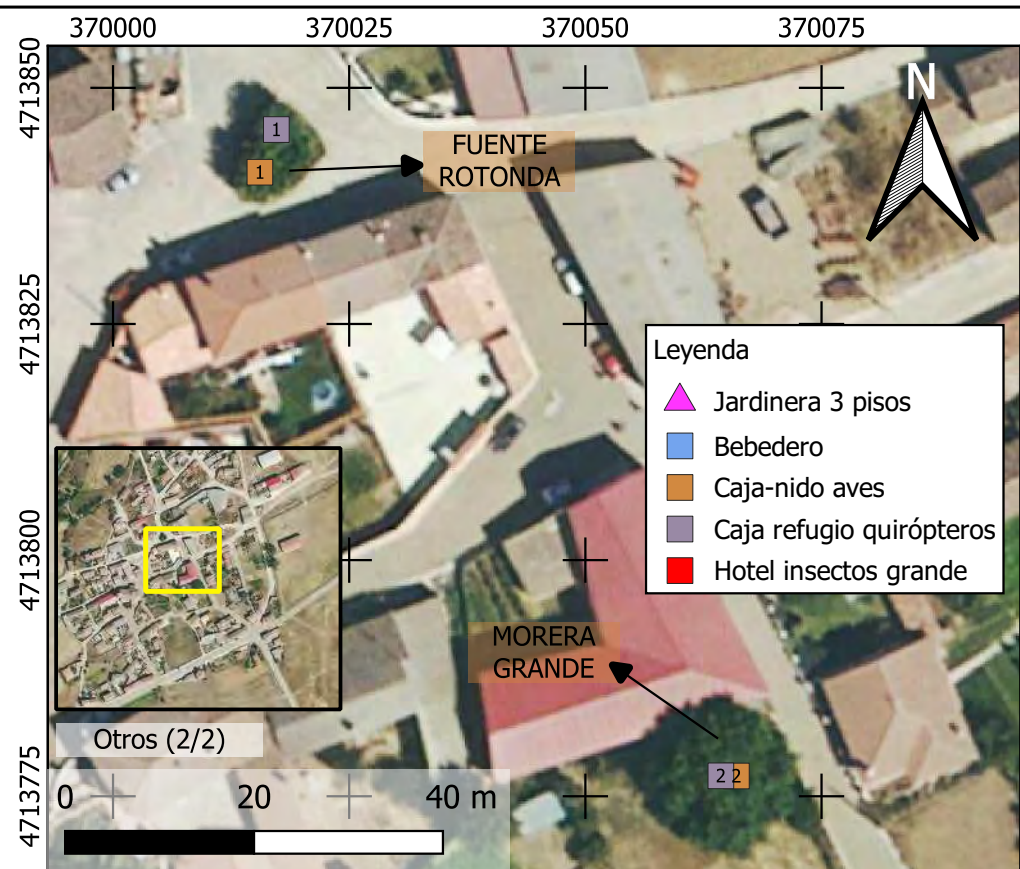 370000 370025 370050 370075
4713850
4713825
4713800
4713775
N
1
1
FUENTE
ROTONDA
Leyenda
Jardinera 3 pisos
Bebedero
Caja-nido aves
Caja refugio quirópteros
Hotel insectos grande
MORERA
GRANDE
2 2
Otros (2/2)
0 20 40 m